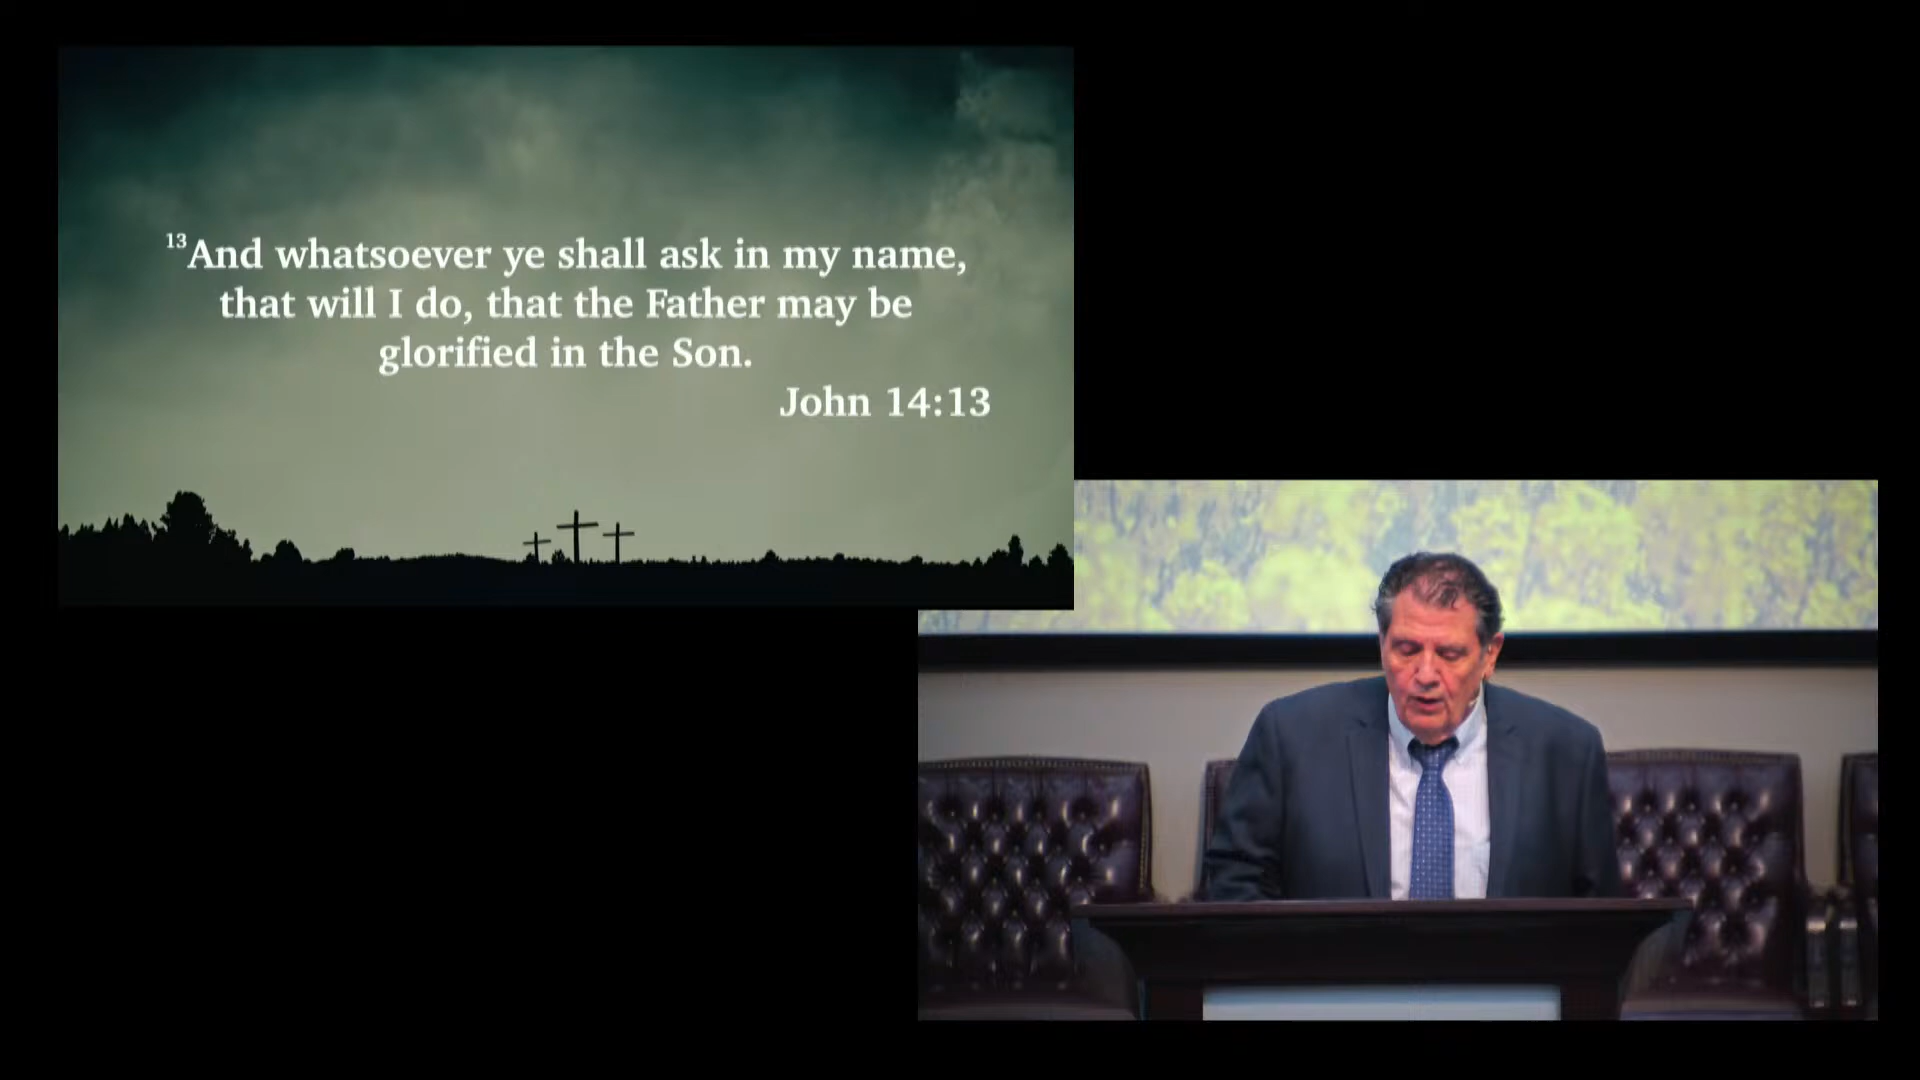 ¹³And whatsoever ye shall ask in my name,
that will I do, that the Father may be
glorified in the Son.
John 14:13